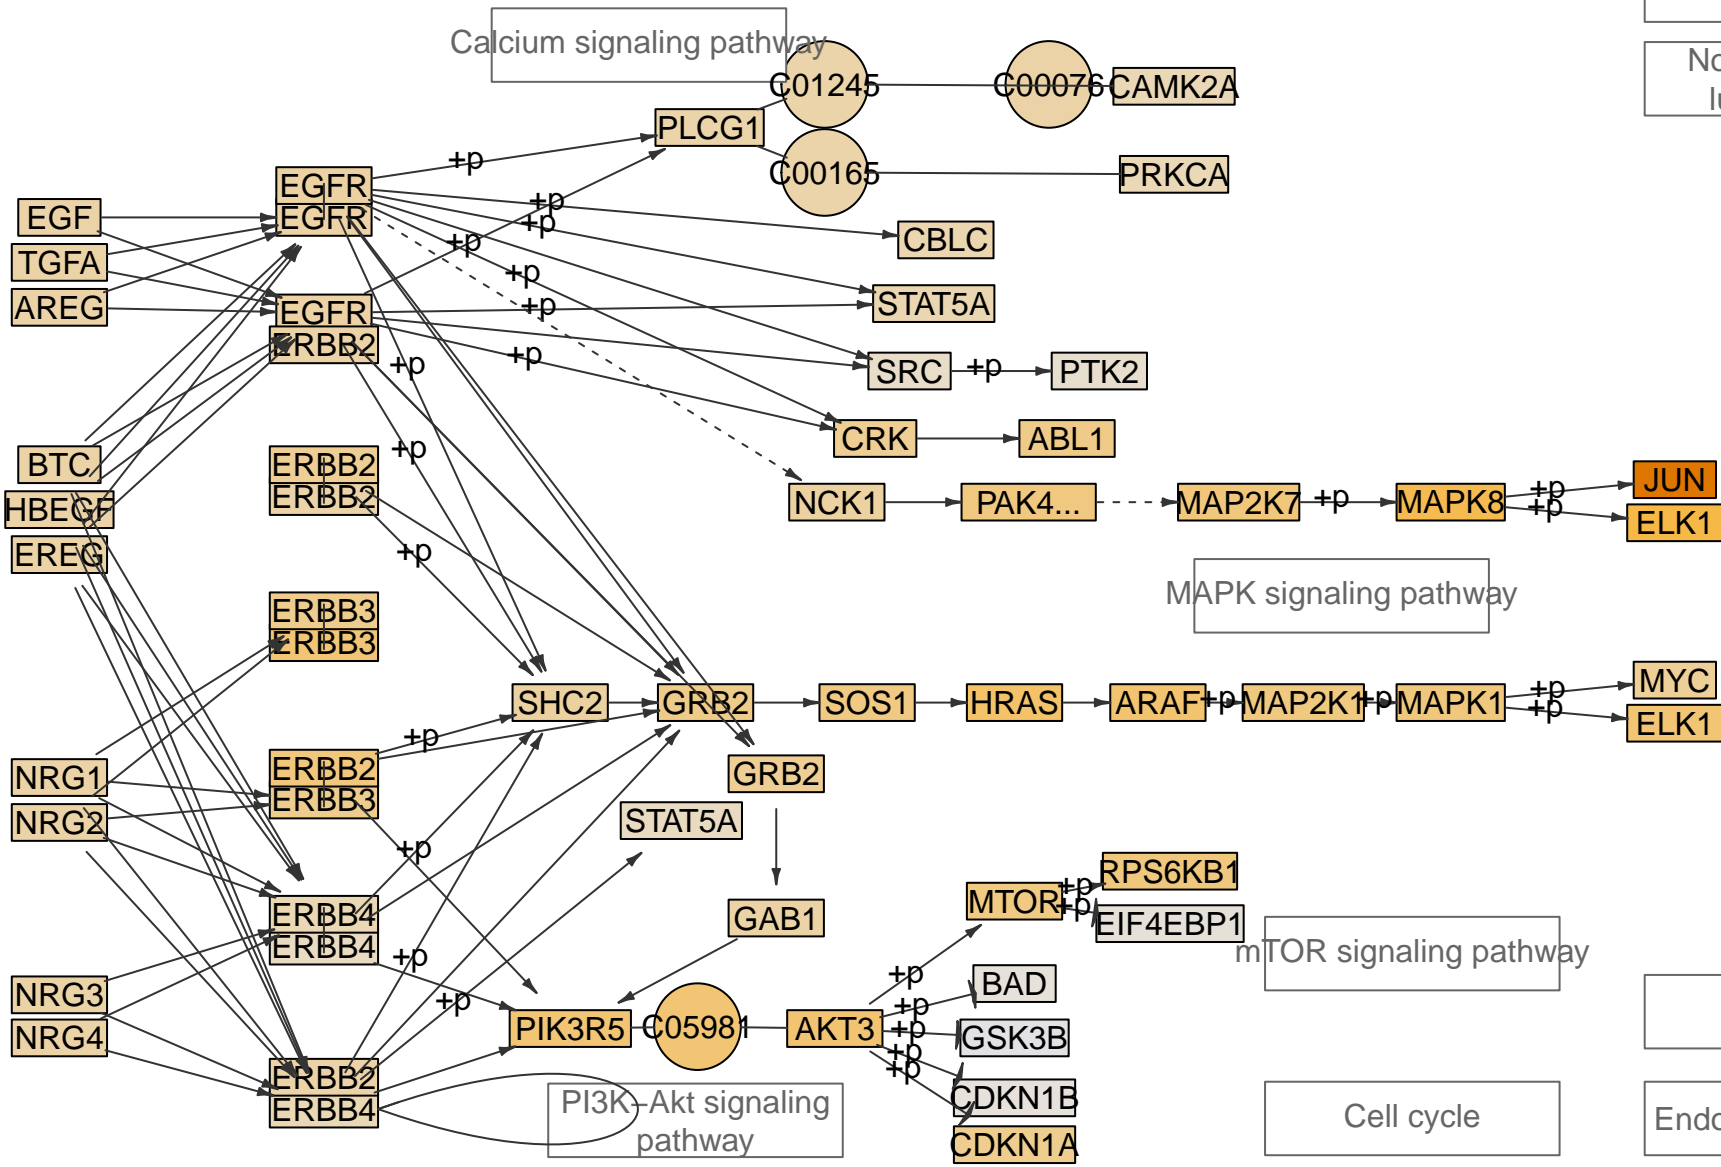 Calcium signaling pathway
No
lu
C01245
C00076
CAMK2A
PLCG1
+p
C00165
PRKCA
EGFR
EGFR
EGF
+p
+p
CBLC
TGFA
+p
+p
AREG
EGFR
+p
STAT5A
ERBB2
+p
+p
SRC
+p
PTK2
CRK
ABL1
+p
BTC
ERBB2
ERBB2
HBEGF
NCK1
PAK4...
MAP2K7
+p
MAPK8
+p
+p
JUN
ELK1
EREG
+p
MAPK signaling pathway
ERBB3
ERBB3
SHC2
GRB2
SOS1
HRAS
ARAF
+p
MAP2K1
+p
MAPK1
+p
+p
MYC
ELK1
+p
ERBB2
ERBB3
NRG1
GRB2
NRG2
STAT5A
+p
RPS6KB1
MTOR
+p
+p
EIF4EBP1
ERBB4
ERBB4
GAB1
mTOR signaling pathway
+p
+p
BAD
NRG3
+p
+p
PIK3R5
C05981
AKT3
+p
GSK3B
NRG4
+p
+p
ERBB2
ERBB4
CDKN1B
PI3K−Akt signaling
pathway
CDKN1A
Cell cycle
Endo